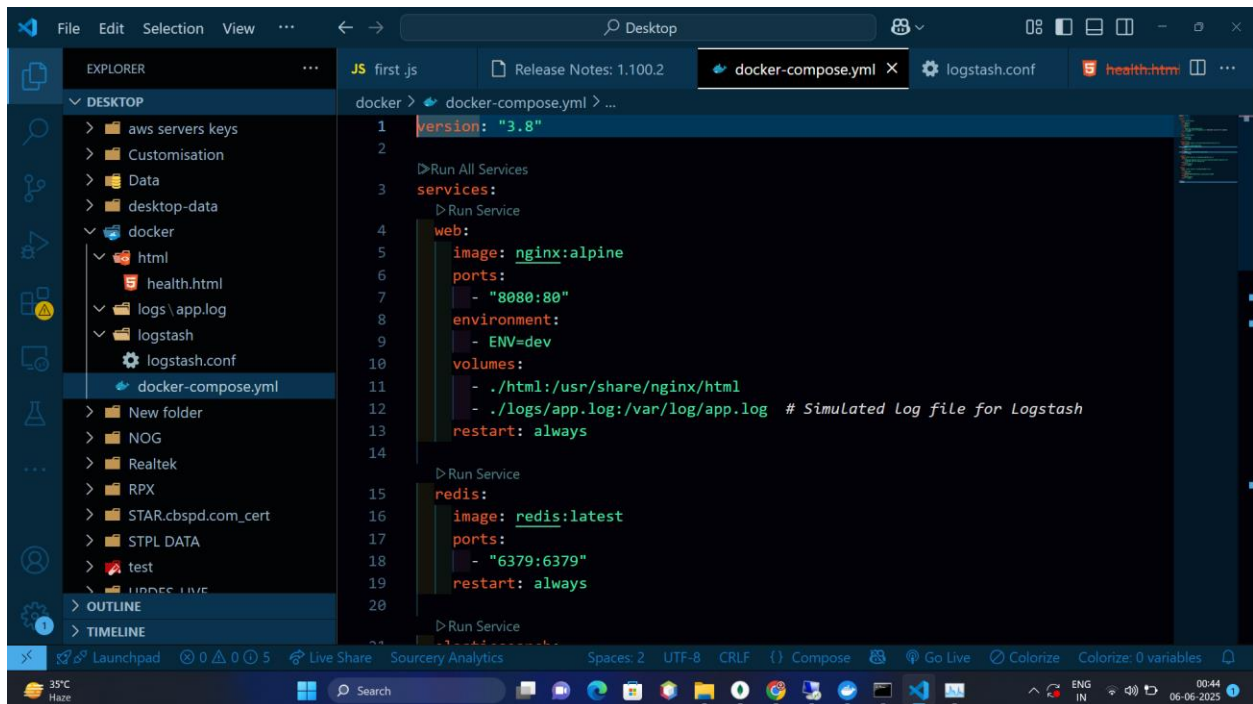 File Edit Selection View ···
Desktop
EXPLORER ···
JS first .js
Release Notes: 1.100.2
docker-compose.yml
logstash.conf
health.htm
···
DESKTOP
docker > docker-compose.yml > ...
aws servers keys
Customisation
Data
desktop-data
docker
html
health.html
logs\app.log
logstash
logstash.conf
docker-compose.yml
New folder
NOG
Realtek
RPX
STAR.cbspd.com_cert
STPL DATA
test
OUTLINE
TIMELINE
1 version: "3.8"
2
Run All Services
3 services:
Run Service
4 web:
5 image: nginx:alpine
6 ports:
7 - "8080:80"
8 environment:
9 - ENV=dev
10 volumes:
11 - ./html:/usr/share/nginx/html
12 - ./logs/app.log:/var/log/app.log # Simulated log file for Logstash
13 restart: always
14
Run Service
15 redis:
16 image: redis:latest
17 ports:
18 - "6379:6379"
19 restart: always
20
Run Service
1
Launchpad 0 0 5 Live Share Sourcery Analytics Spaces: 2 UTF-8 CRLF {} Compose Go Live Colorize Colorize: 0 variables
35°C
Haze
Search
ENG
IN
00:44
06-06-2025
1